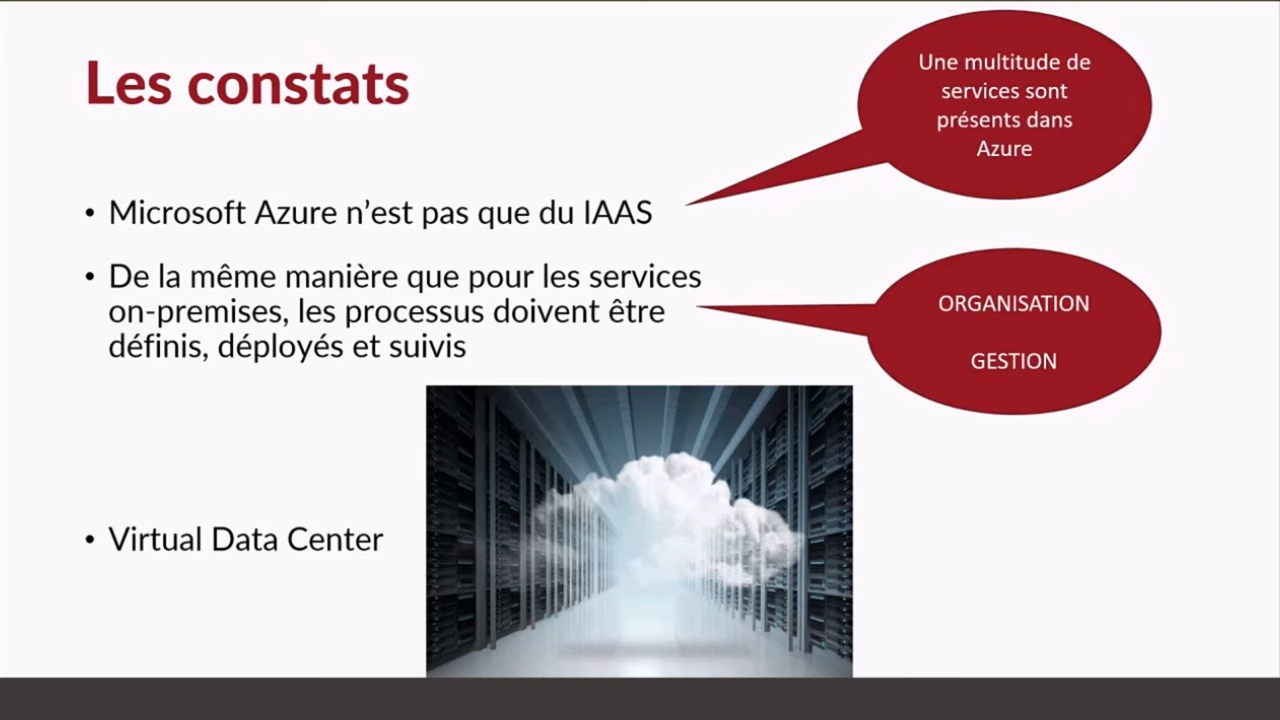 Les constats
Une multitude de
services sont
présents dans
Azure
• Microsoft Azure n’est pas que du IAAS
• De la même manière que pour les services
on-premises, les processus doivent être
définis, déployés et suivis
ORGANISATION
GESTION
• Virtual Data Center